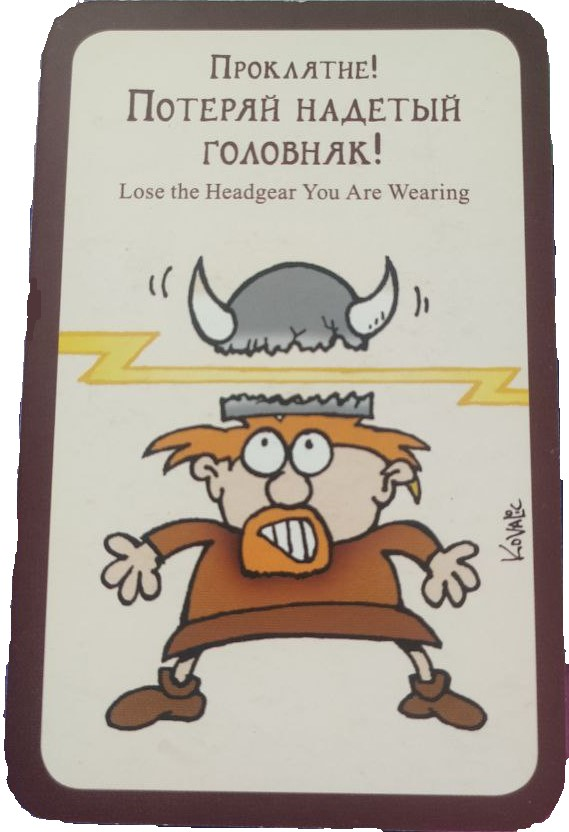 Проклятие!
Потеряй надетый
головняк!
Lose the Headgear You Are Wearing
Kovalic